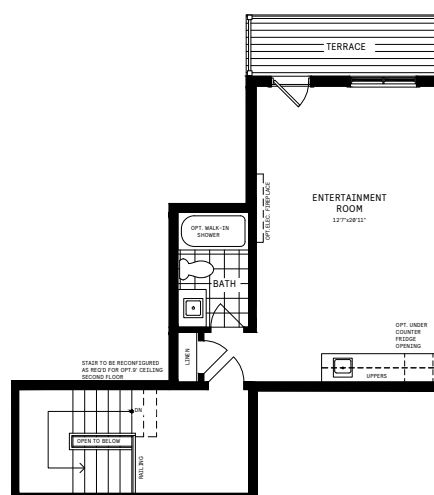 TERRACE
OPT.ELEC. FIREPLACE
ENTERTAINMENT
ROOM
12'7"x20'11"
OPT. WALK-IN
SHOWER
BATH
OPT. UNDER
COUNTER
FRIDGE
OPENING
LINEN
UPPERS
STAIR TO BE RECONFIGURED
AS REQ'D FOR OPT.9' CEILING
SECOND FLOOR
DN
OPEN TO BELOW
RAILING